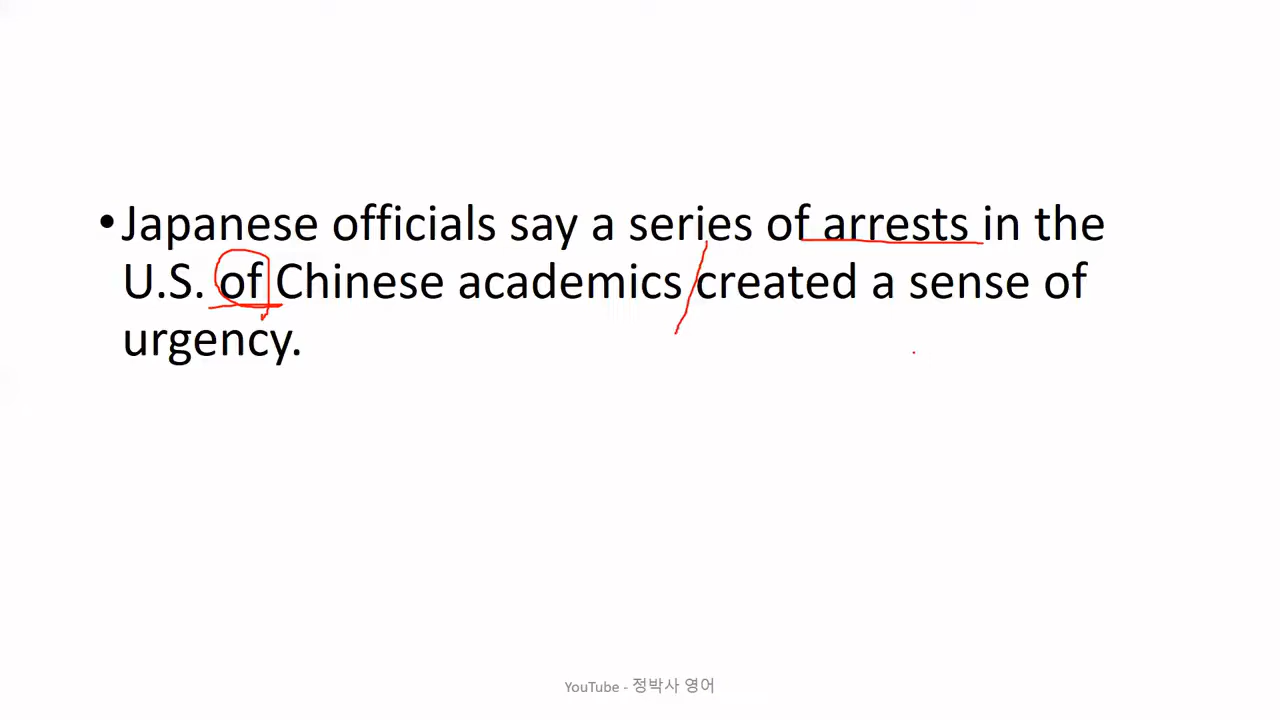 •Japanese officials say a series of arrests in the
U.S. of Chinese academics created a sense of
urgency.
YouTube - 정박사 영어